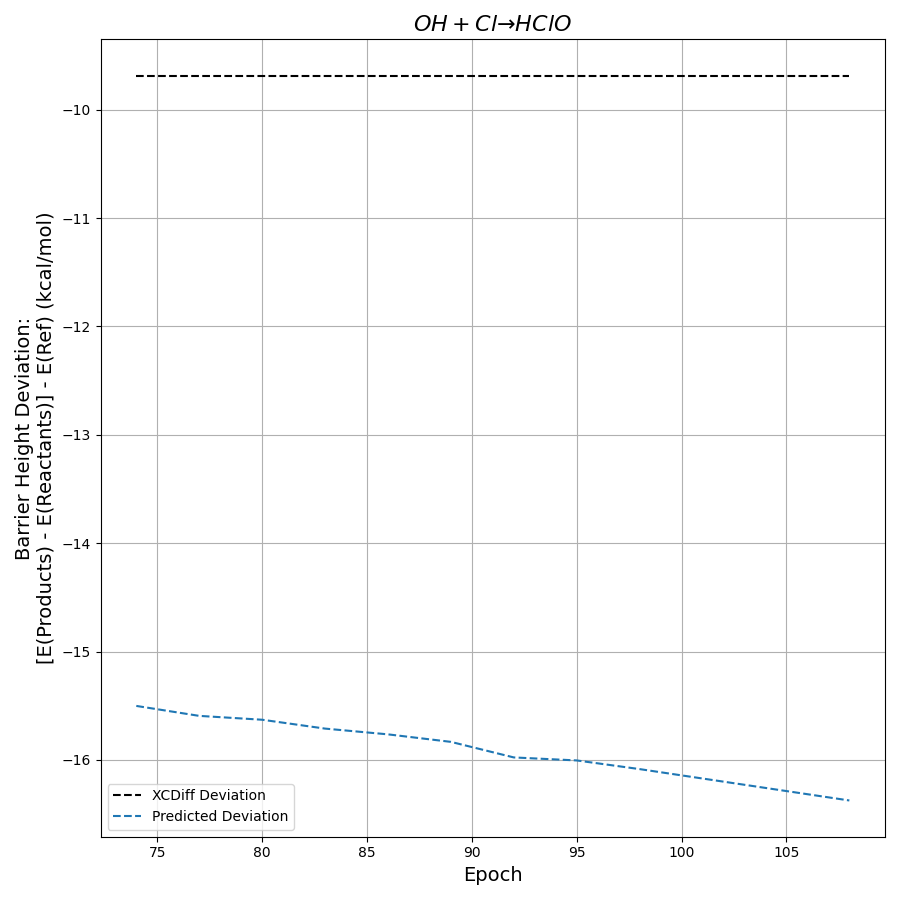 OH + Cl→HClO
Barrier Height Deviation:
[E(Products) - E(Reactants)] - E(Ref) (kcal/mol)
−10
−11
−12
−13
−14
−15
−16
XCDiff Deviation
Predicted Deviation
75
80
85
90
95
100
105
Epoch